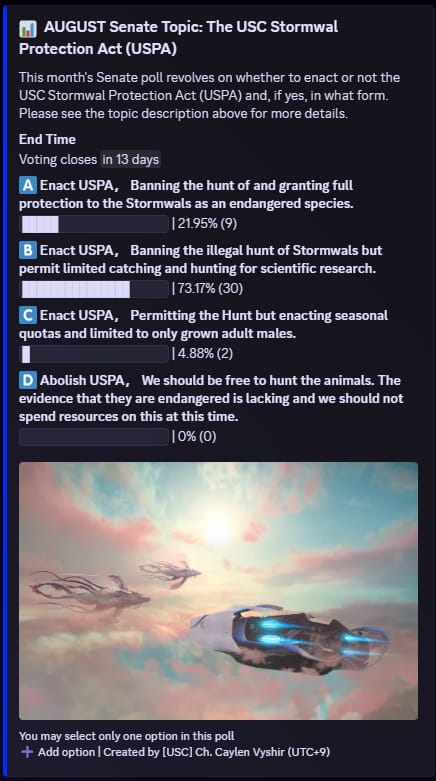 AUGUST Senate Topic: The USC Stormwal
Protection Act (USPA)
This month's Senate poll revolves on whether to enact or not the
USC Stormwal Protection Act (USPA) and, if yes, in what form.
Please see the topic description above for more details.
End Time
Voting closes in 13 days
A Enact USPA, Banning the hunt of and granting full
protection to the Stormwals as an endangered species.
| 21.95% (9)
B Enact USPA, Banning the illegal hunt of Stormwals but
permit limited catching and hunting for scientific research.
| 73.17% (30)
C Enact USPA, Permitting the Hunt but enacting seasonal
quotas and limited to only grown adult males.
| 4.88% (2)
D Abolish USPA, We should be free to hunt the animals. The
evidence that they are endangered is lacking and we should not
spend resources on this at this time.
| 0% (0)
You may select only one option in this poll
➕ Add option | Created by [USC] Ch. Caylen Vyshir (UTC+9)